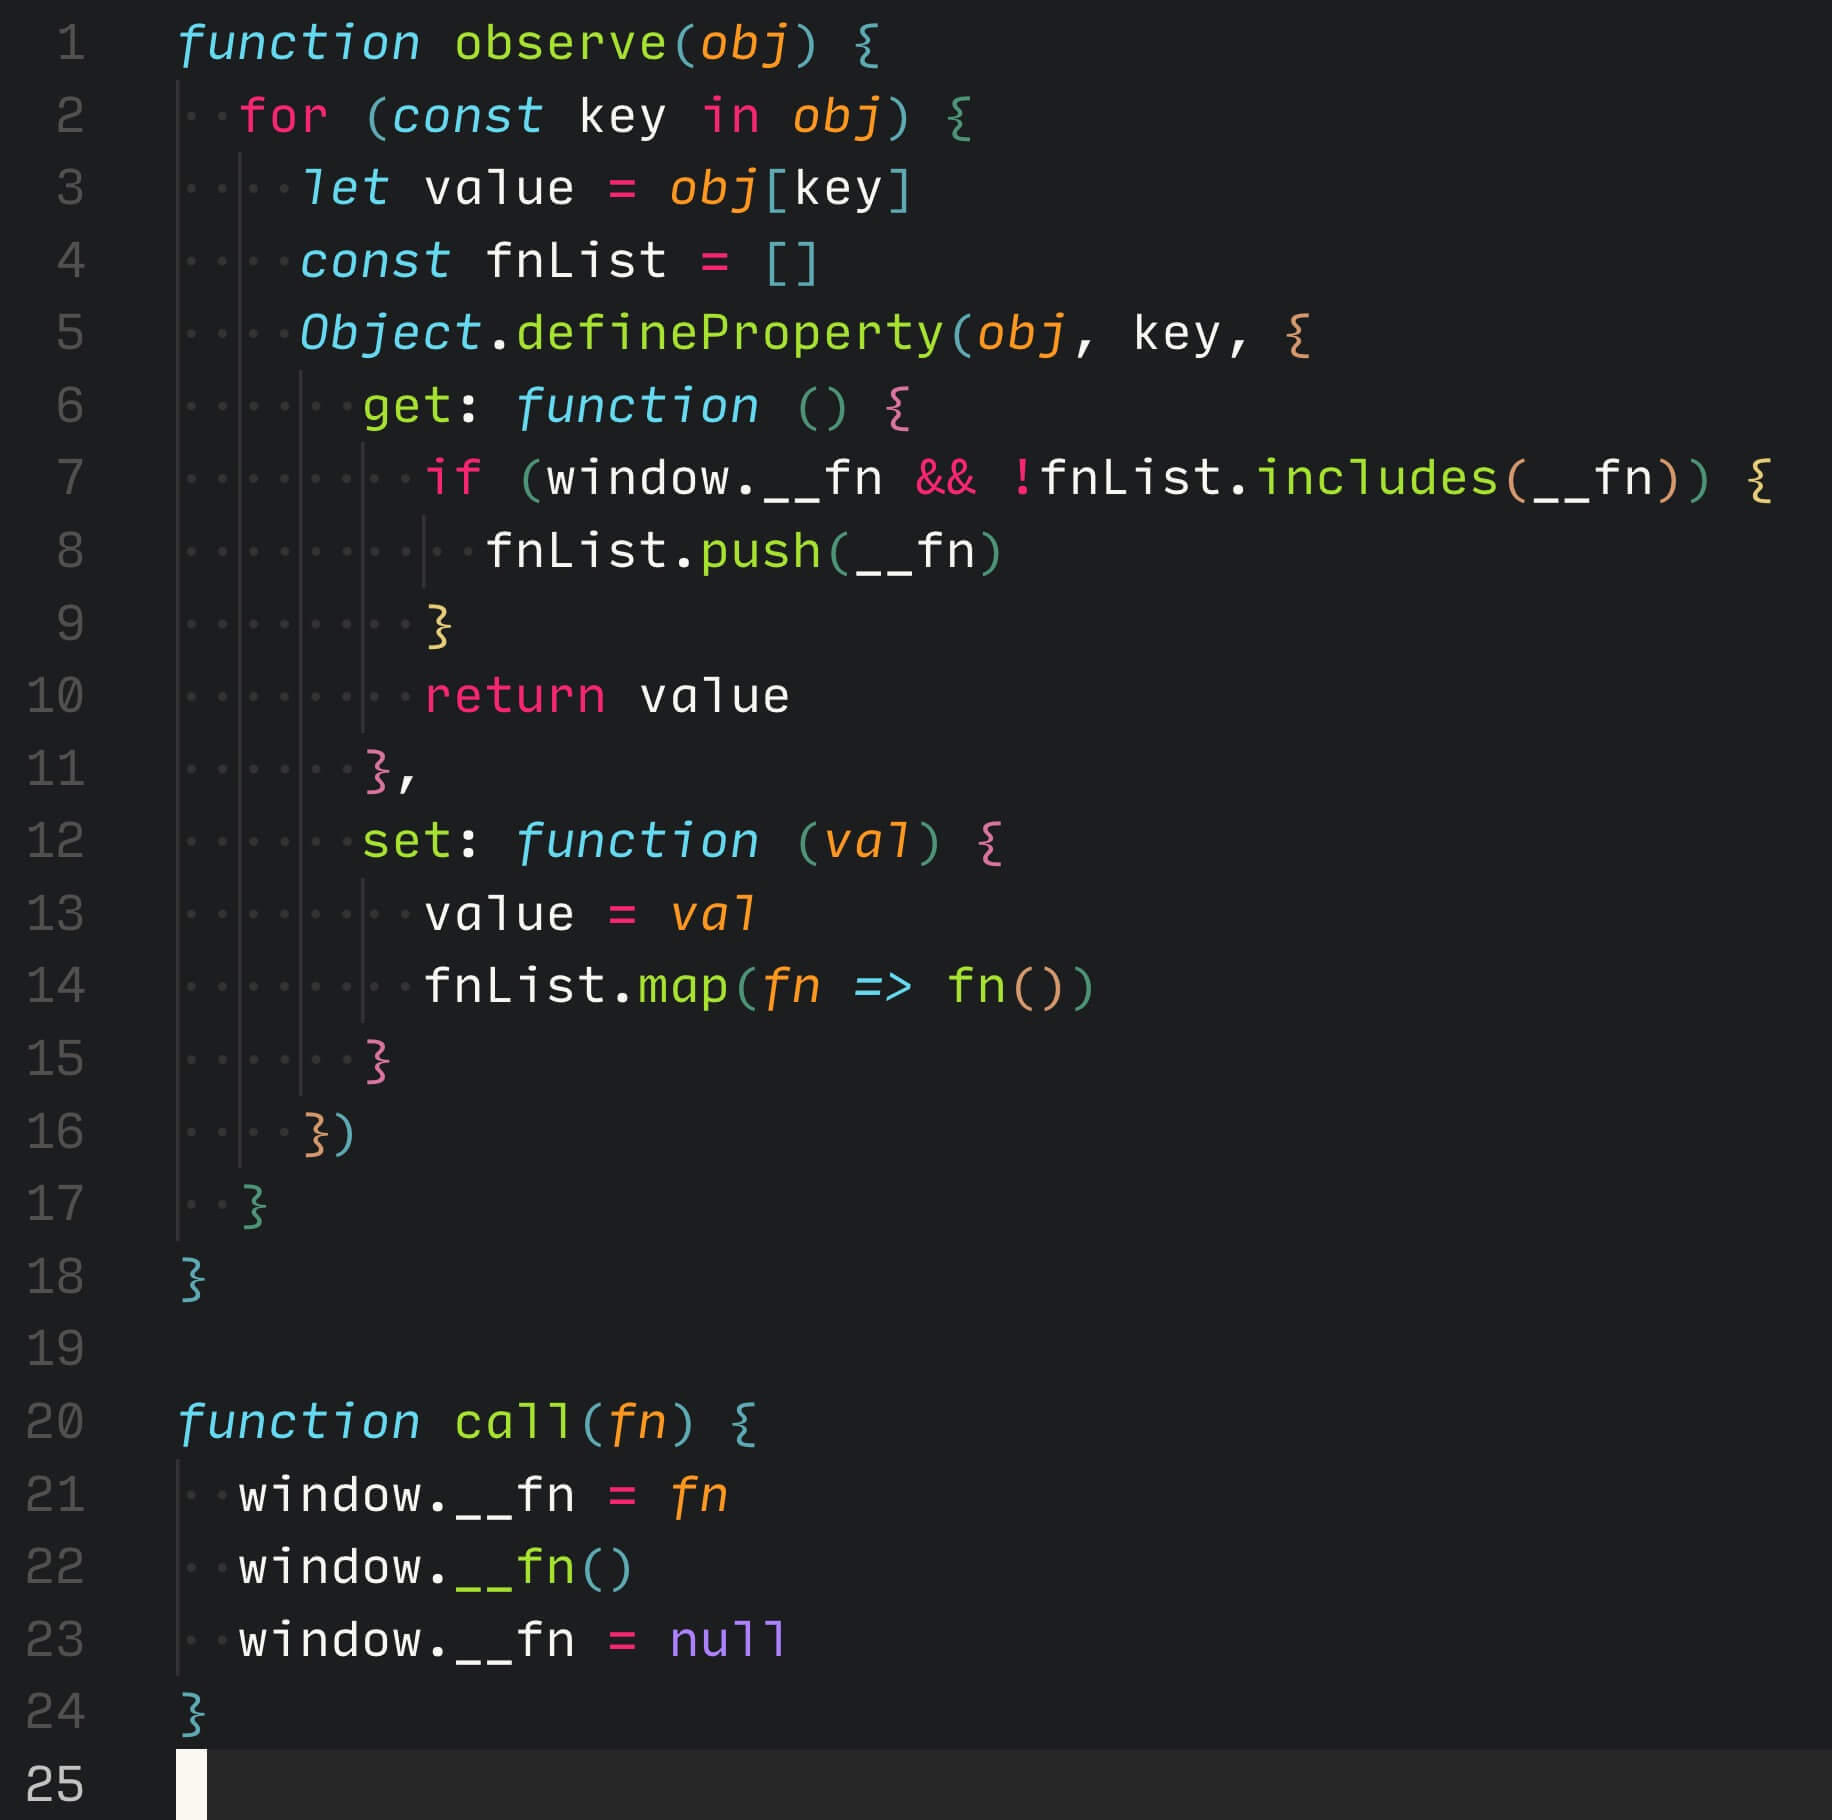 1 function observe(obj) {
2 for (const key in obj) {
3 let value = obj[key]
4 const fnList = []
5 Object.defineProperty(obj, key, {
6 get: function () {
7 if (window.__fn && !fnList.includes(__fn)) {
8 fnList.push(__fn)
9 }
10 return value
11 },
12 set: function (val) {
13 value = val
14 fnList.map(fn => fn())
15 }
16 })
17 }
18 }
19
20 function call(fn) {
21 window.__fn = fn
22 window.__fn()
23 window.__fn = null
24 }
25